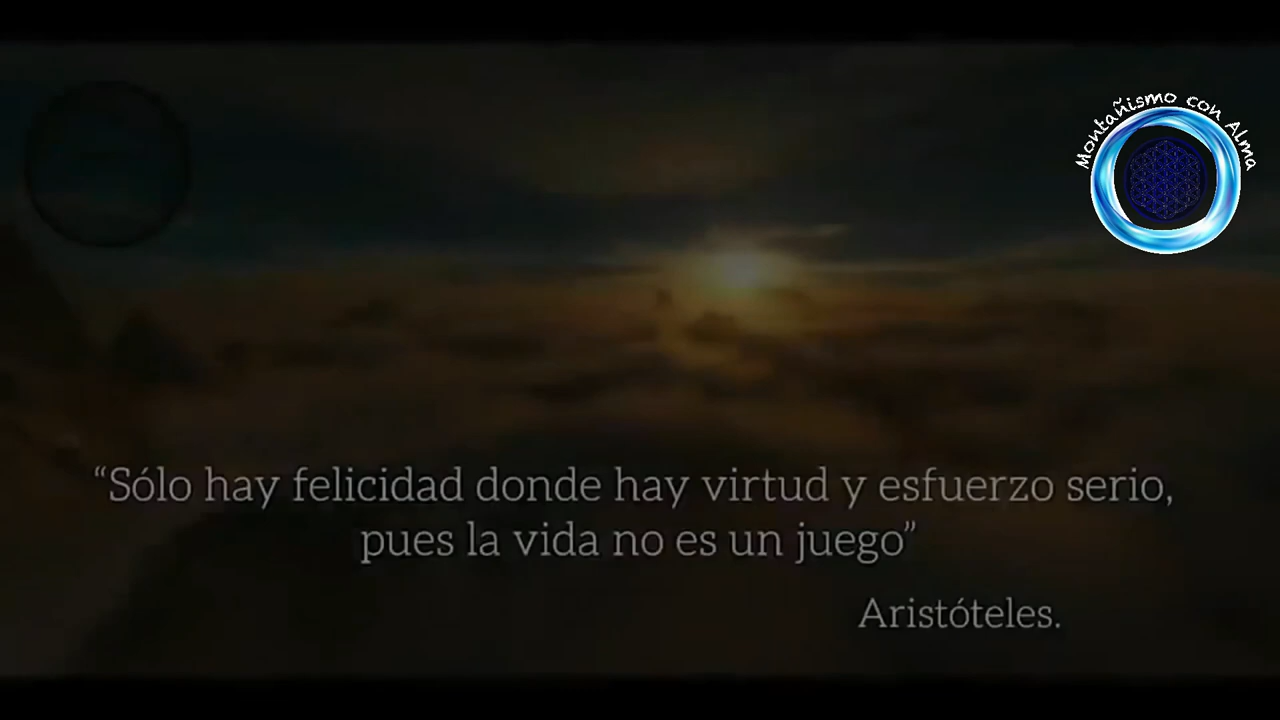 Montañismo con Alma
“Sólo hay felicidad donde hay virtud y esfuerzo serio,
pues la vida no es un juego”
Aristóteles.